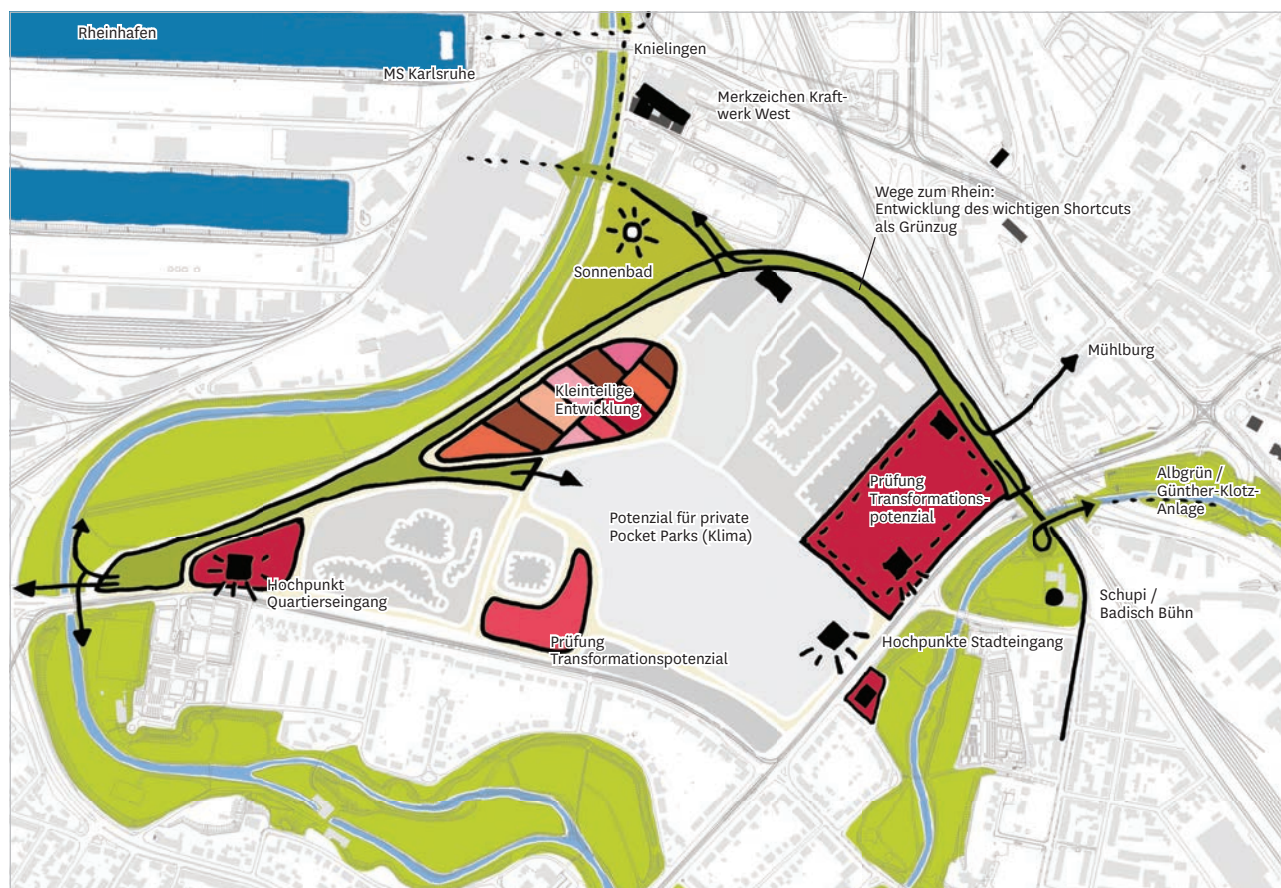 Rheinhafen
MS Karlsruhe
Knielingen
Merkzeichen Kraft-
werk West
Wege zum Rhein:
Entwicklung des wichtigen Shortcuts
als Grünzug
Sonnenbad
Mühlburg
Kleinteilige
Entwicklung
Prüfung
Transformations-
potenzial
Albgrün /
Günther-Klotz-
Anlage
Potenzial für private
Pocket Parks (Klima)
Hochpunkt
Quartierseingang
Schupi /
Badisch Bühn
Prüfung
Transformationspotenzial
Hochpunkte Stadteingang